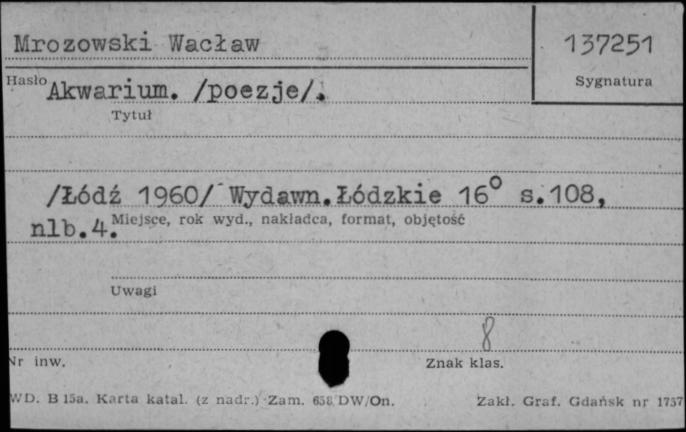 Mrozowski Wacław
137251
Hasło
Sygnatura
Akwarium. /poezje/.
Tytuł
/Łódź 1960/ Wydawn.Łódzkie 16° s.108,
nlb.4.
Miejsce, rok wyd., nakładca, format, objętość
Uwagi
8
Nr inw.
Znak klas.
WD. B 15a. Karta katal. (z nadr.) Zam. 658 DW/On.
Zakł. Graf. Gdańsk nr 1757